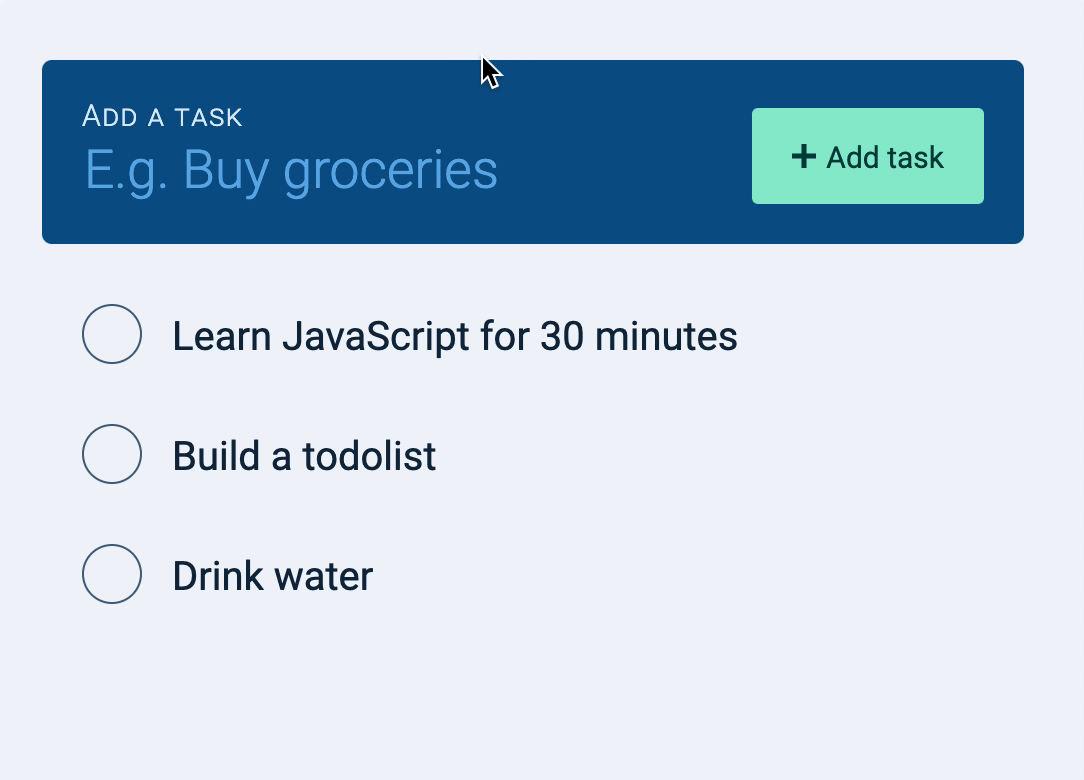 Add a task
E.g. Buy groceries
+ Add task
Learn JavaScript for 30 minutes
Build a todolist
Drink water